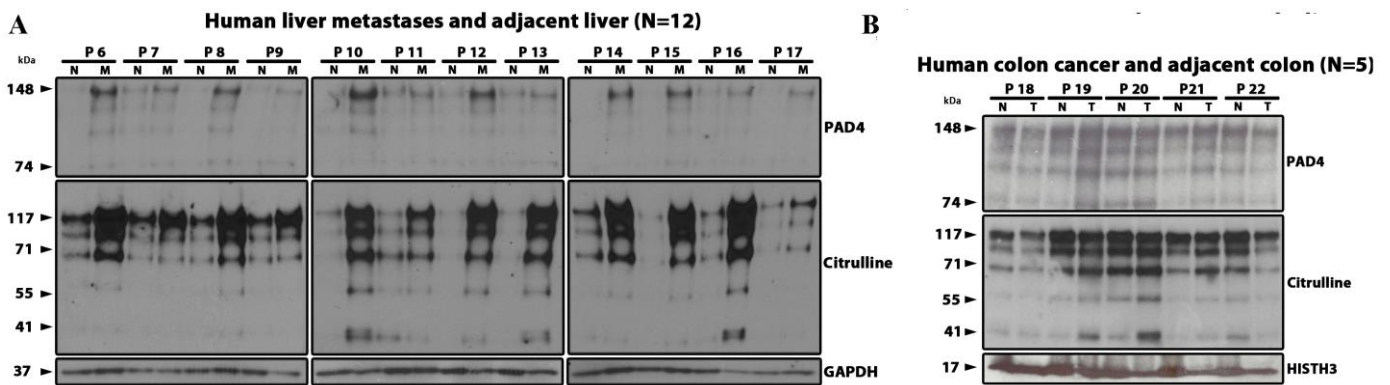 A
Human liver metastases and adjacent liver (N=12)
kDa
P 6 P 7 P 8 P9 P 10 P 11 P 12 P 13 P 14 P 15 P 16 P 17
N M N M N M N M N M N M N M N M N M N M N M N M
148
PAD4
74
117
71
Citrulline
55
41
37
GAPDH
B
Human colon cancer and adjacent colon (N=5)
kDa
P 18 P 19 P 20 P21 P 22
N T N T N T N T N T
148
PAD4
74
117
71
Citrulline
55
41
17
HISTH3